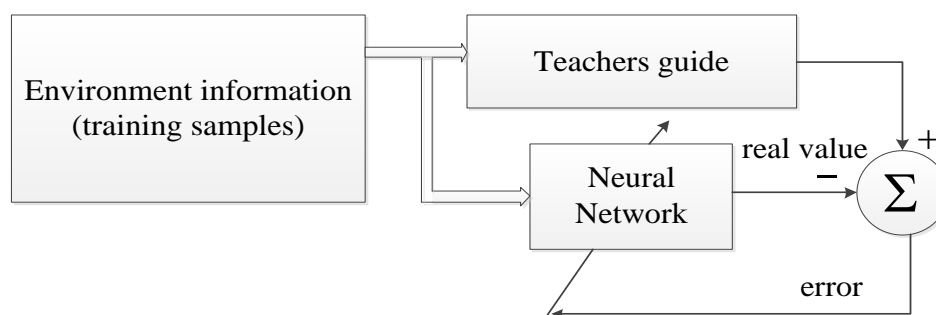 Environment information
(training samples)
Teachers guide
Neural
Network
real value
+
−
Σ
error